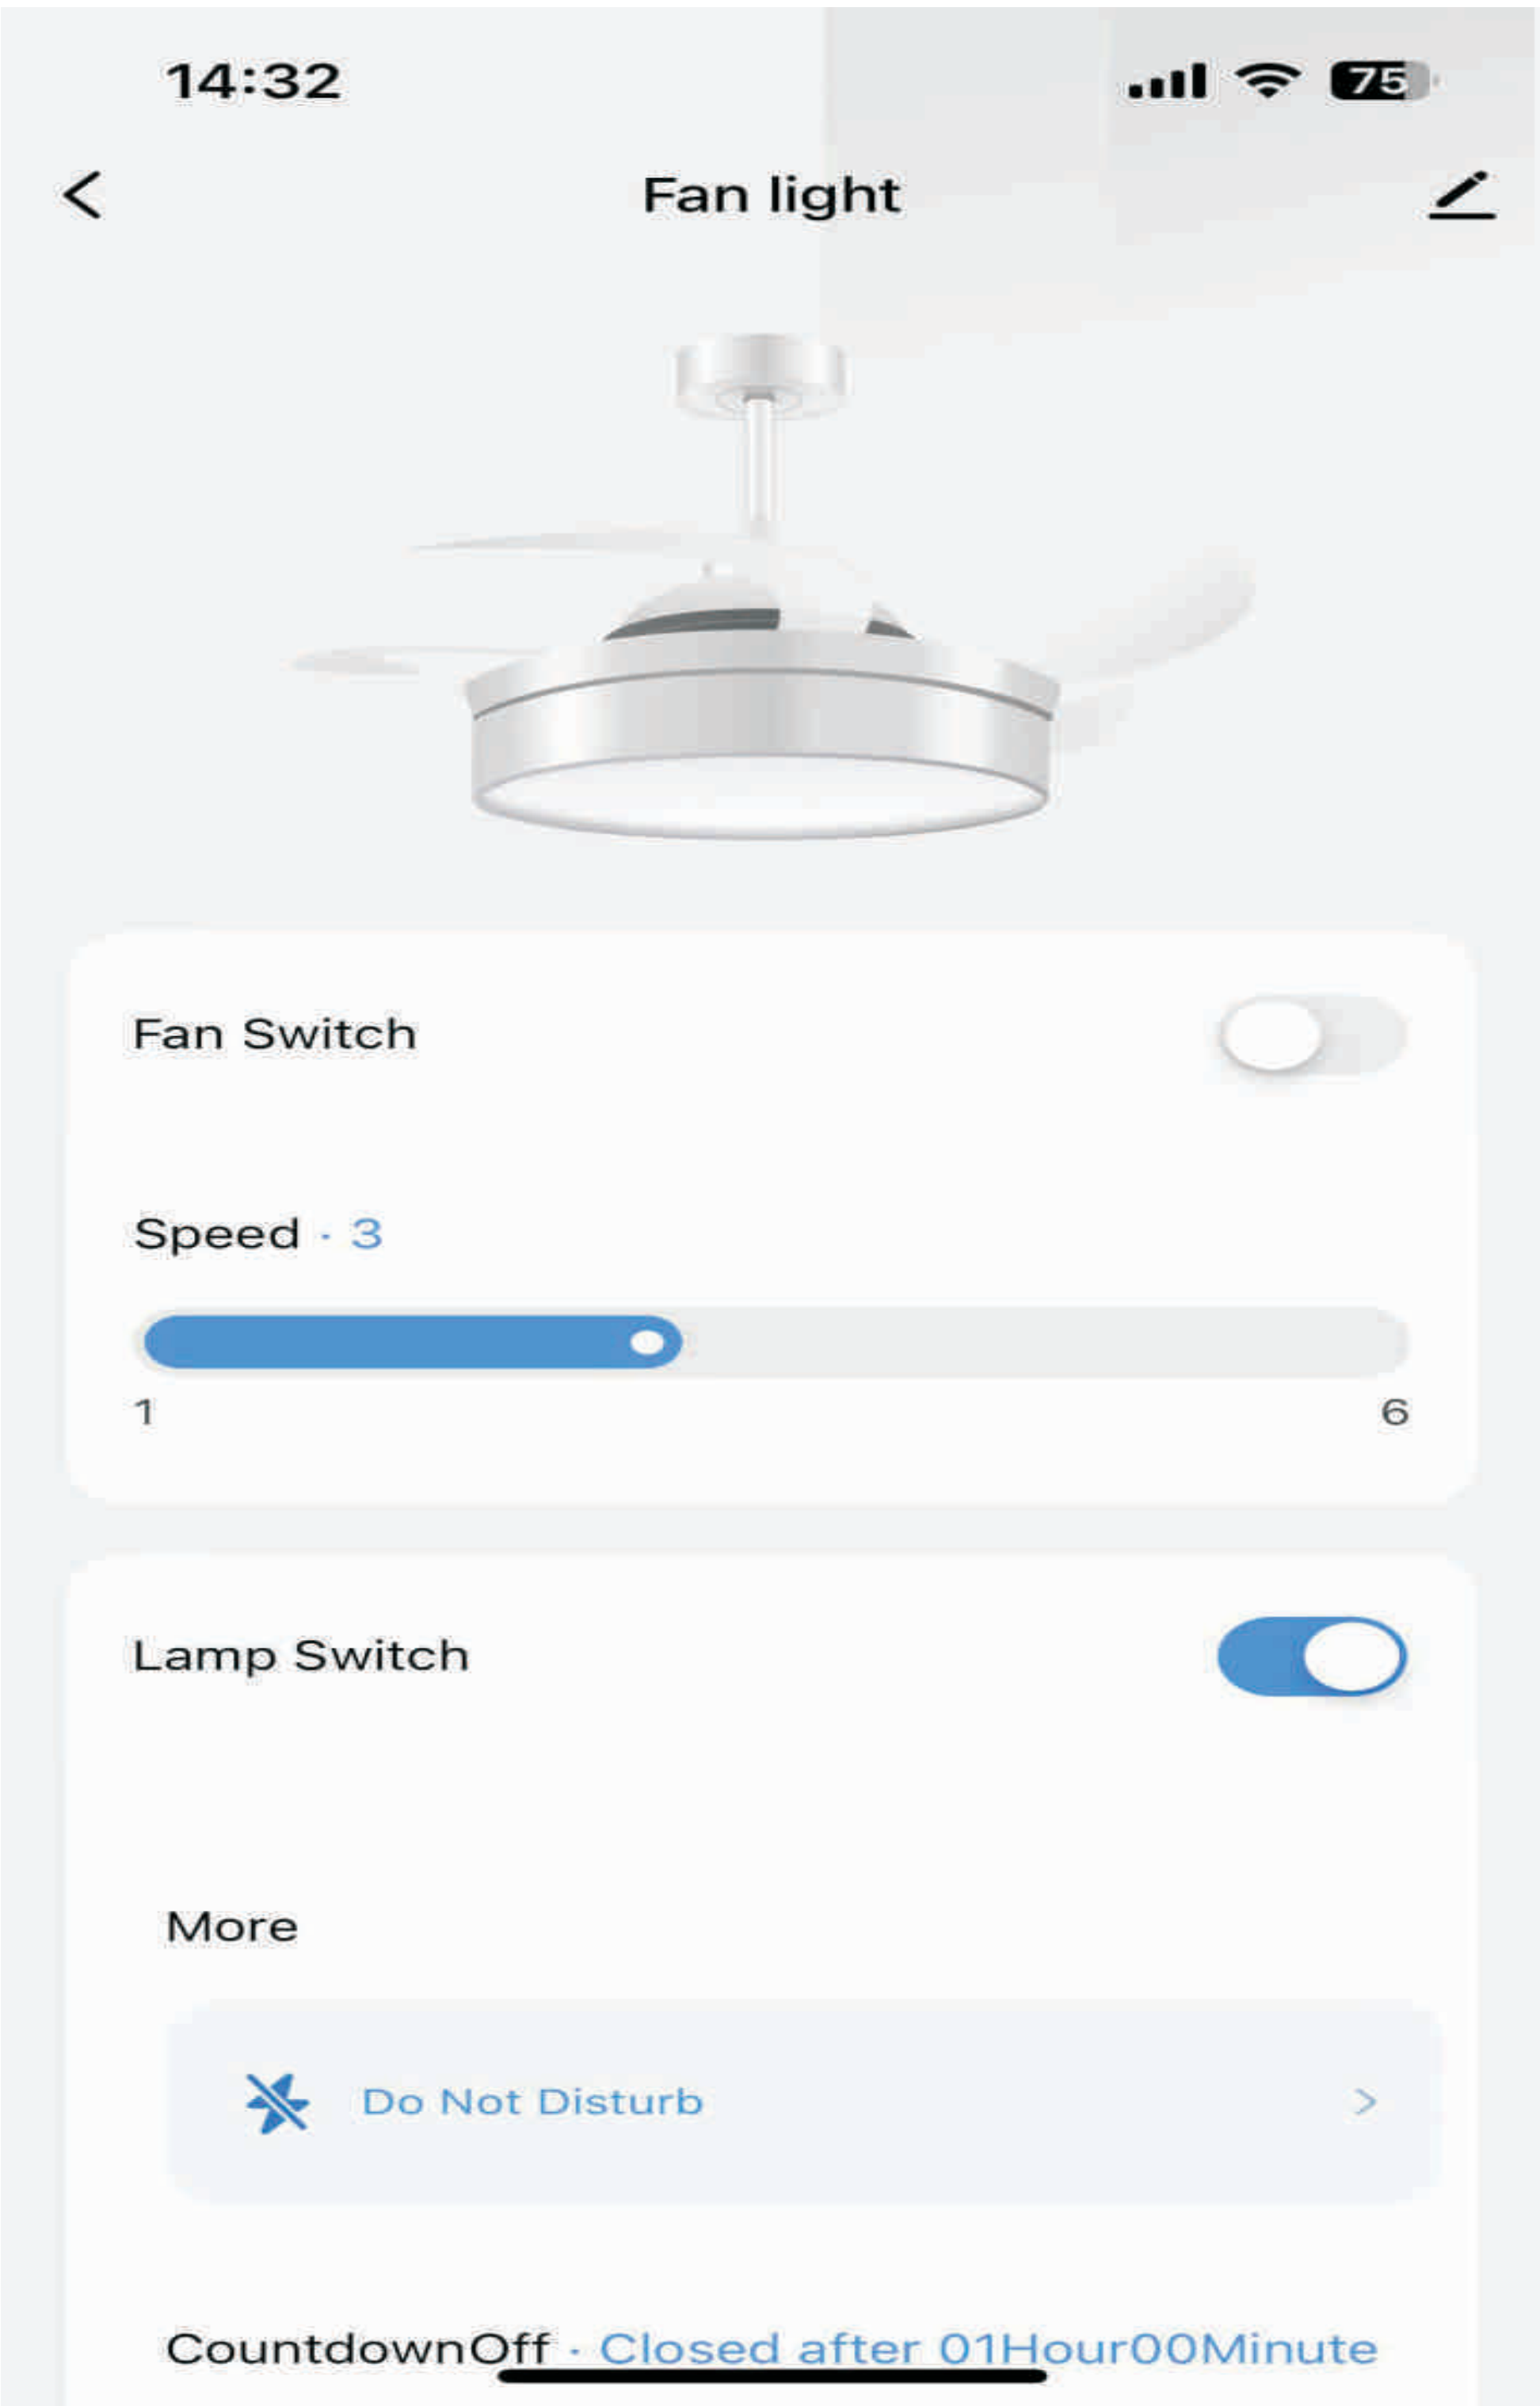 14:32
75
Fan light
Fan Switch
Speed · 3
1
6
Lamp Switch
More
Do Not Disturb
CountdownOff · Closed after 01Hour00Minute